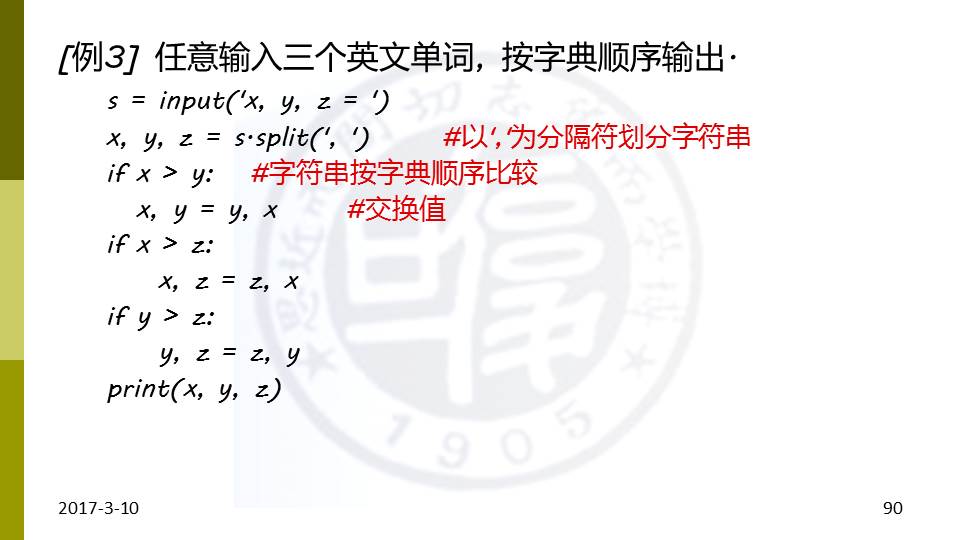 [例3] 任意输入三个英文单词，按字典顺序输出.
s = input(‘x, y, z = ‘)
x, y, z = s.split(‘, ‘) #以‘,‘为分隔符划分字符串
if x > y: #字符串按字典顺序比较
x, y = y, x #交换值
if x > z:
x, z = z, x
if y > z:
y, z = z, y
print(x, y, z)
1905
2017-3-10
90